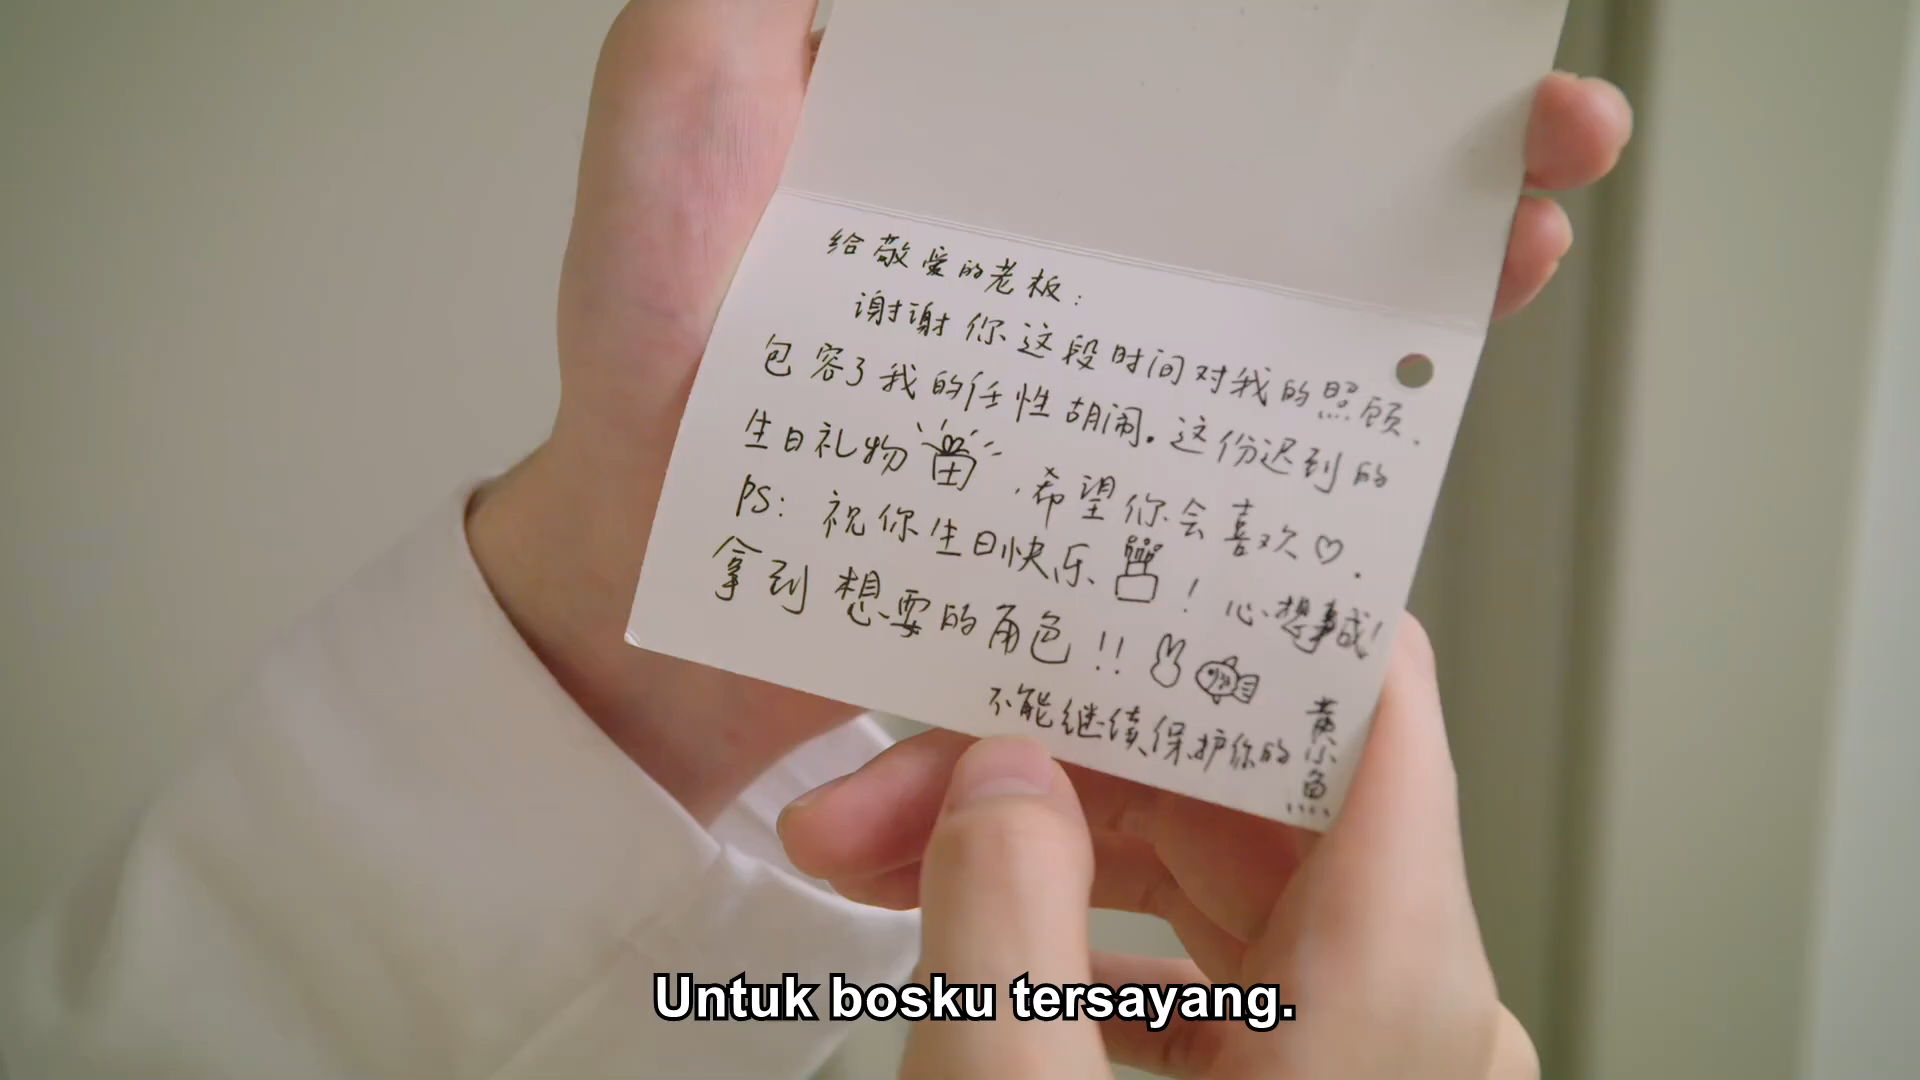 给敬爱的老板：
谢谢你这段时间对我的照顾.
包容了我的任性胡闹。这份迟到的
生日礼物，希望你会喜欢♡.
PS: 祝你生日快乐！心想事成！
拿到想要的角色！！
不能继续保护你的
黄小鱼
Untuk bosku tersayang.